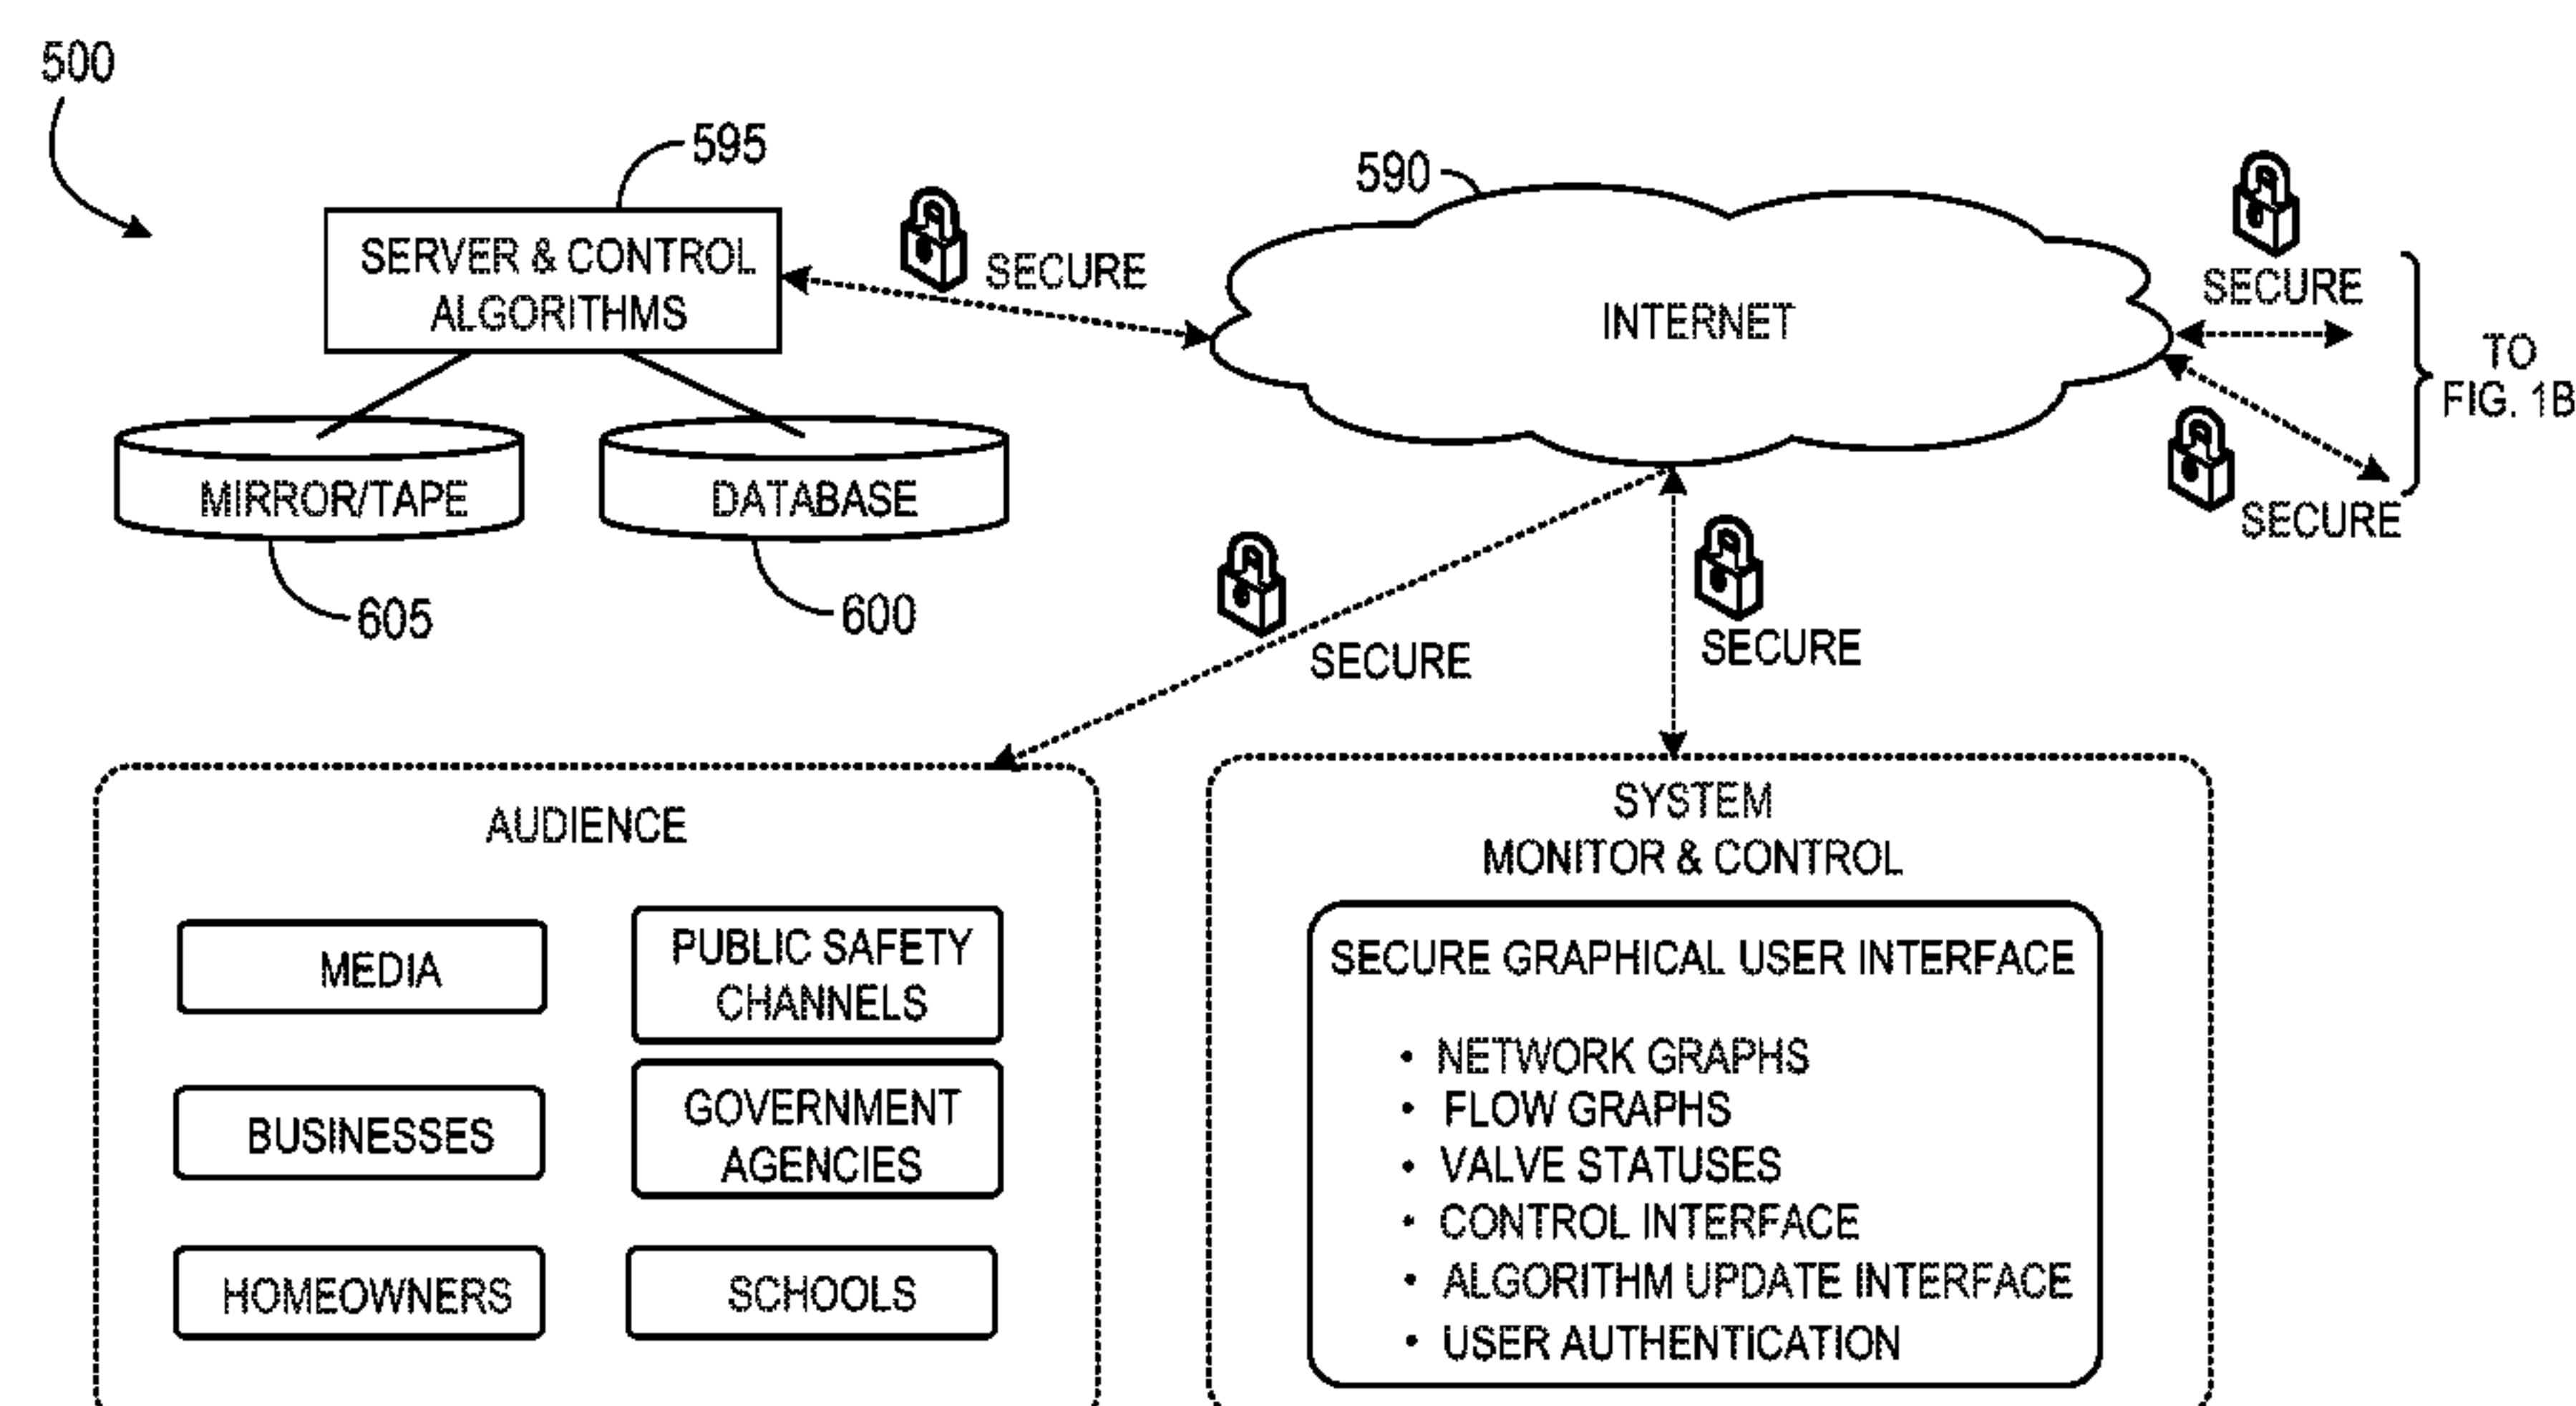 500
595
SERVER & CONTROL
ALGORITHMS
SECURE
590
INTERNET
SECURE
TO
FIG. 1B
SECURE
MIRROR/TAPE
DATABASE
605
600
SECURE
SECURE
AUDIENCE
MEDIA
PUBLIC SAFETY
CHANNELS
BUSINESSES
GOVERNMENT
AGENCIES
HOMEOWNERS
SCHOOLS
SYSTEM
MONITOR & CONTROL
SECURE GRAPHICAL USER INTERFACE
• NETWORK GRAPHS
• FLOW GRAPHS
• VALVE STATUSES
• CONTROL INTERFACE
• ALGORITHM UPDATE INTERFACE
• USER AUTHENTICATION